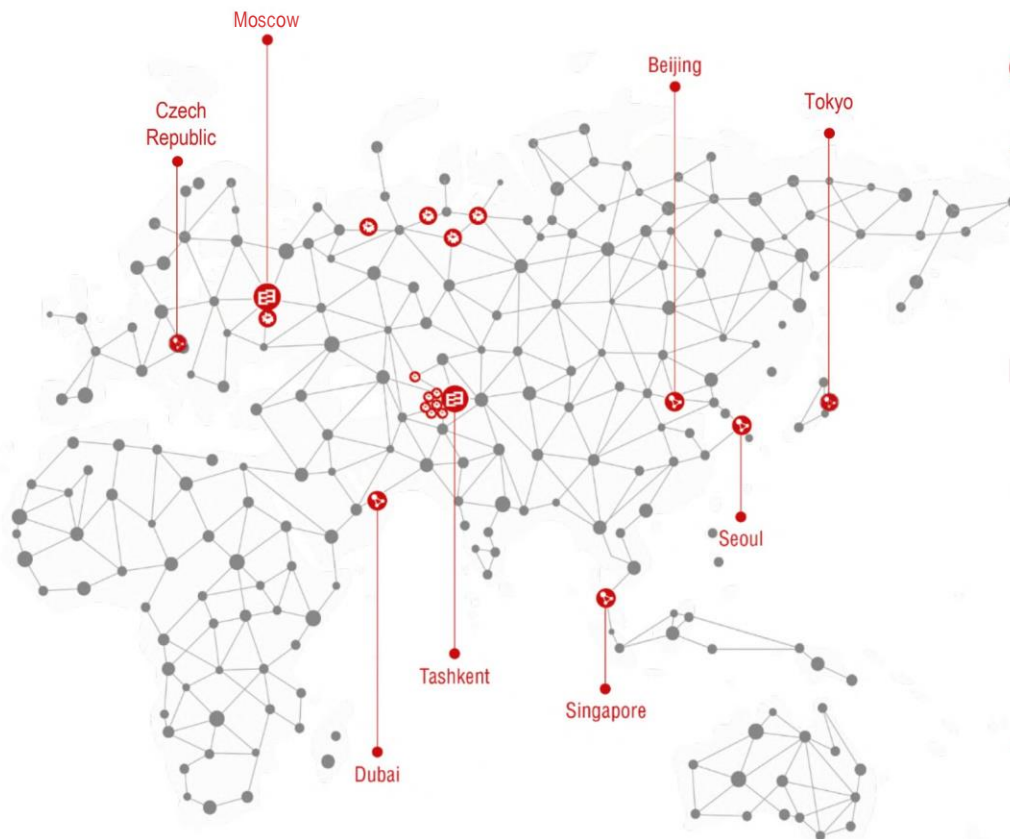 Moscow
Beijing
Tokyo
Czech
Republic
Seoul
Tashkent
Singapore
Dubai